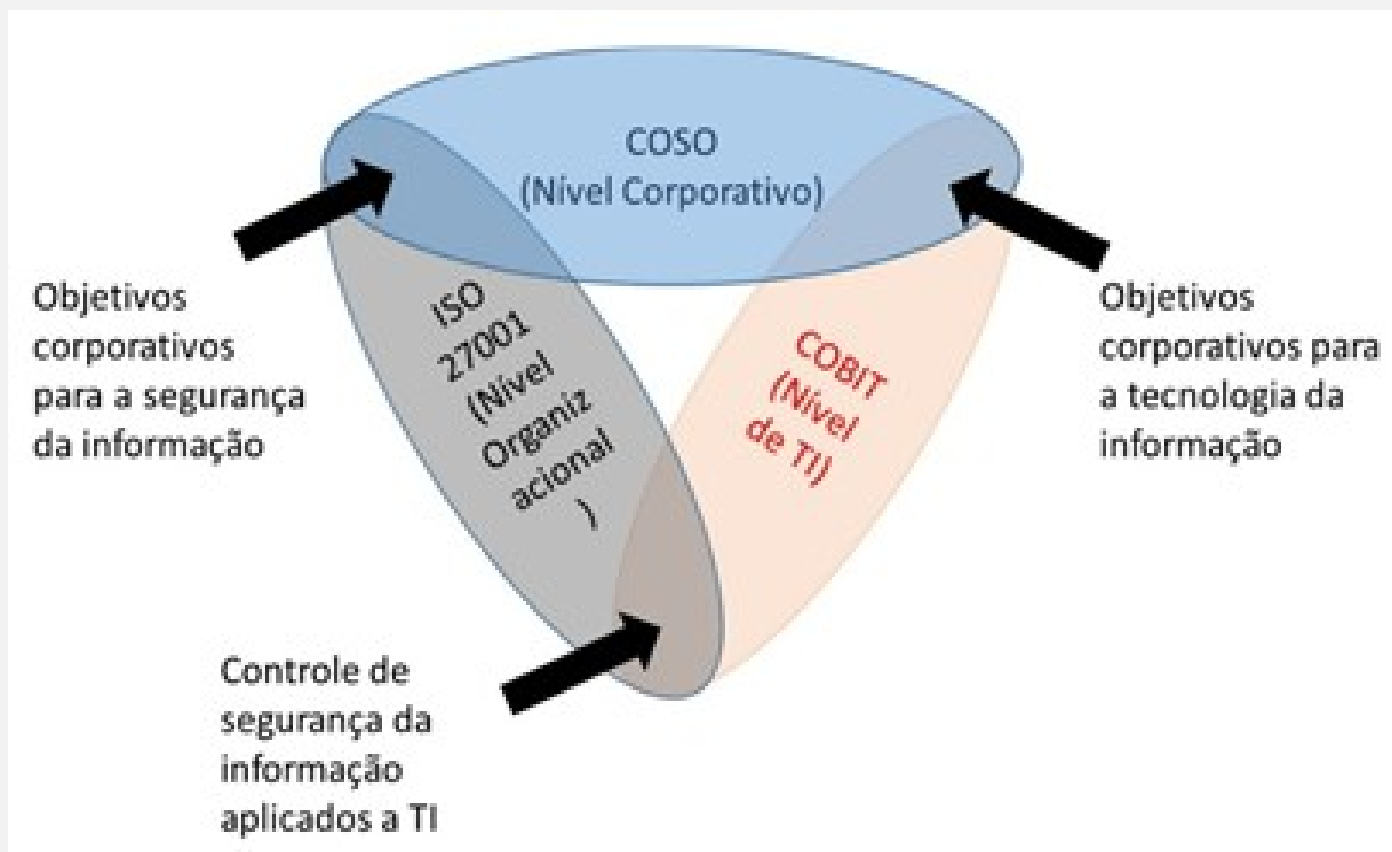 COSO
(Nível Corporativo)
Objetivos
corporativos
para a segurança
da informação
ISO
27001
(Nível
Organiz
acional
)
COBIT
(Nível
de TI)
Objetivos
corporativos para
a tecnologia da
informação
Controle de
segurança da
informação
aplicados a TI